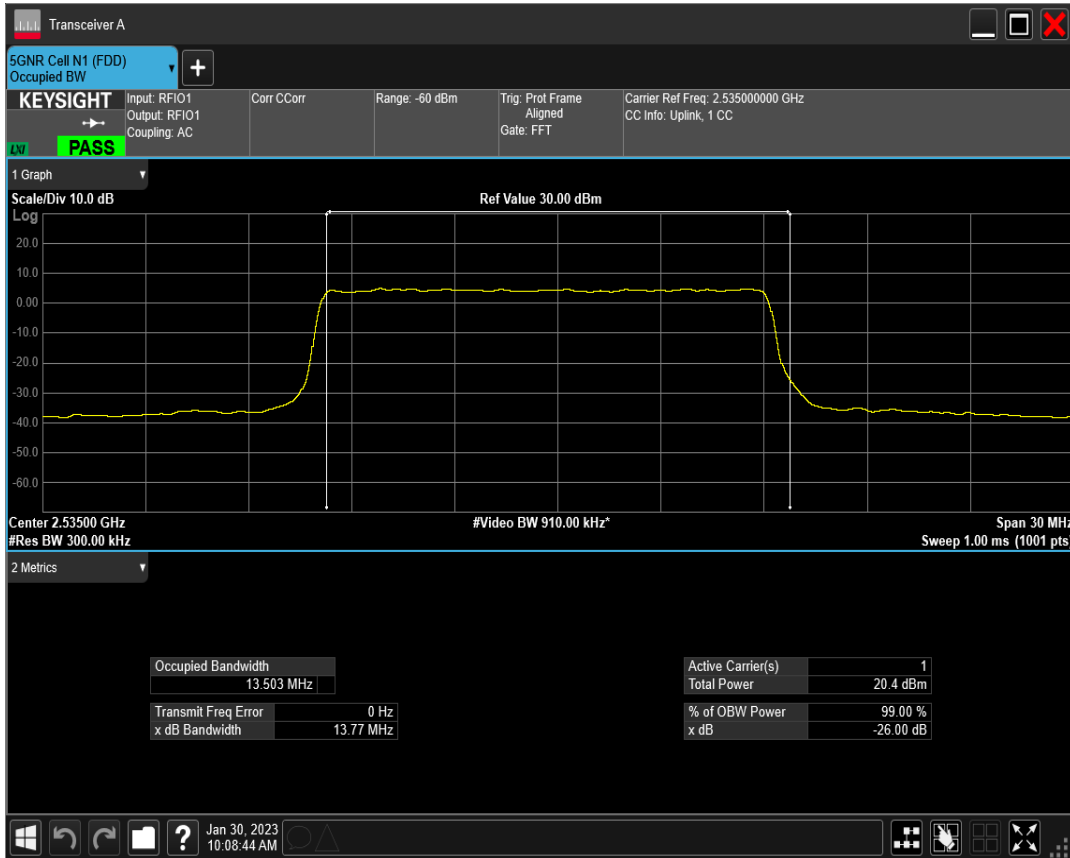 Transceiver A
5GNR Cell N1 (FDD)
Occupied BW
+
KEYSIGHT
LXI
PASS
Input: RFIO1
Output: RFIO1
Coupling: AC
Corr CCorr
Range: -60 dBm
Trig: Prot Frame
Aligned
Gate: FFT
Carrier Ref Freq: 2.535000000 GHz
CC Info: Uplink, 1 CC
1 Graph
Scale/Div 10.0 dB
Ref Value 30.00 dBm
Log
20.0
10.0
0.00
-10.0
-20.0
-30.0
-40.0
-50.0
-60.0
Center 2.53500 GHz
#Video BW 910.00 kHz*
Span 30 MHz
#Res BW 300.00 kHz
Sweep 1.00 ms (1001 pts)
2 Metrics
Occupied Bandwidth
13.503 MHz
Transmit Freq Error 0 Hz
x dB Bandwidth 13.77 MHz
Active Carrier(s) 1
Total Power 20.4 dBm
% of OBW Power 99.00 %
x dB -26.00 dB
?
Jan 30, 2023
10:08:44 AM